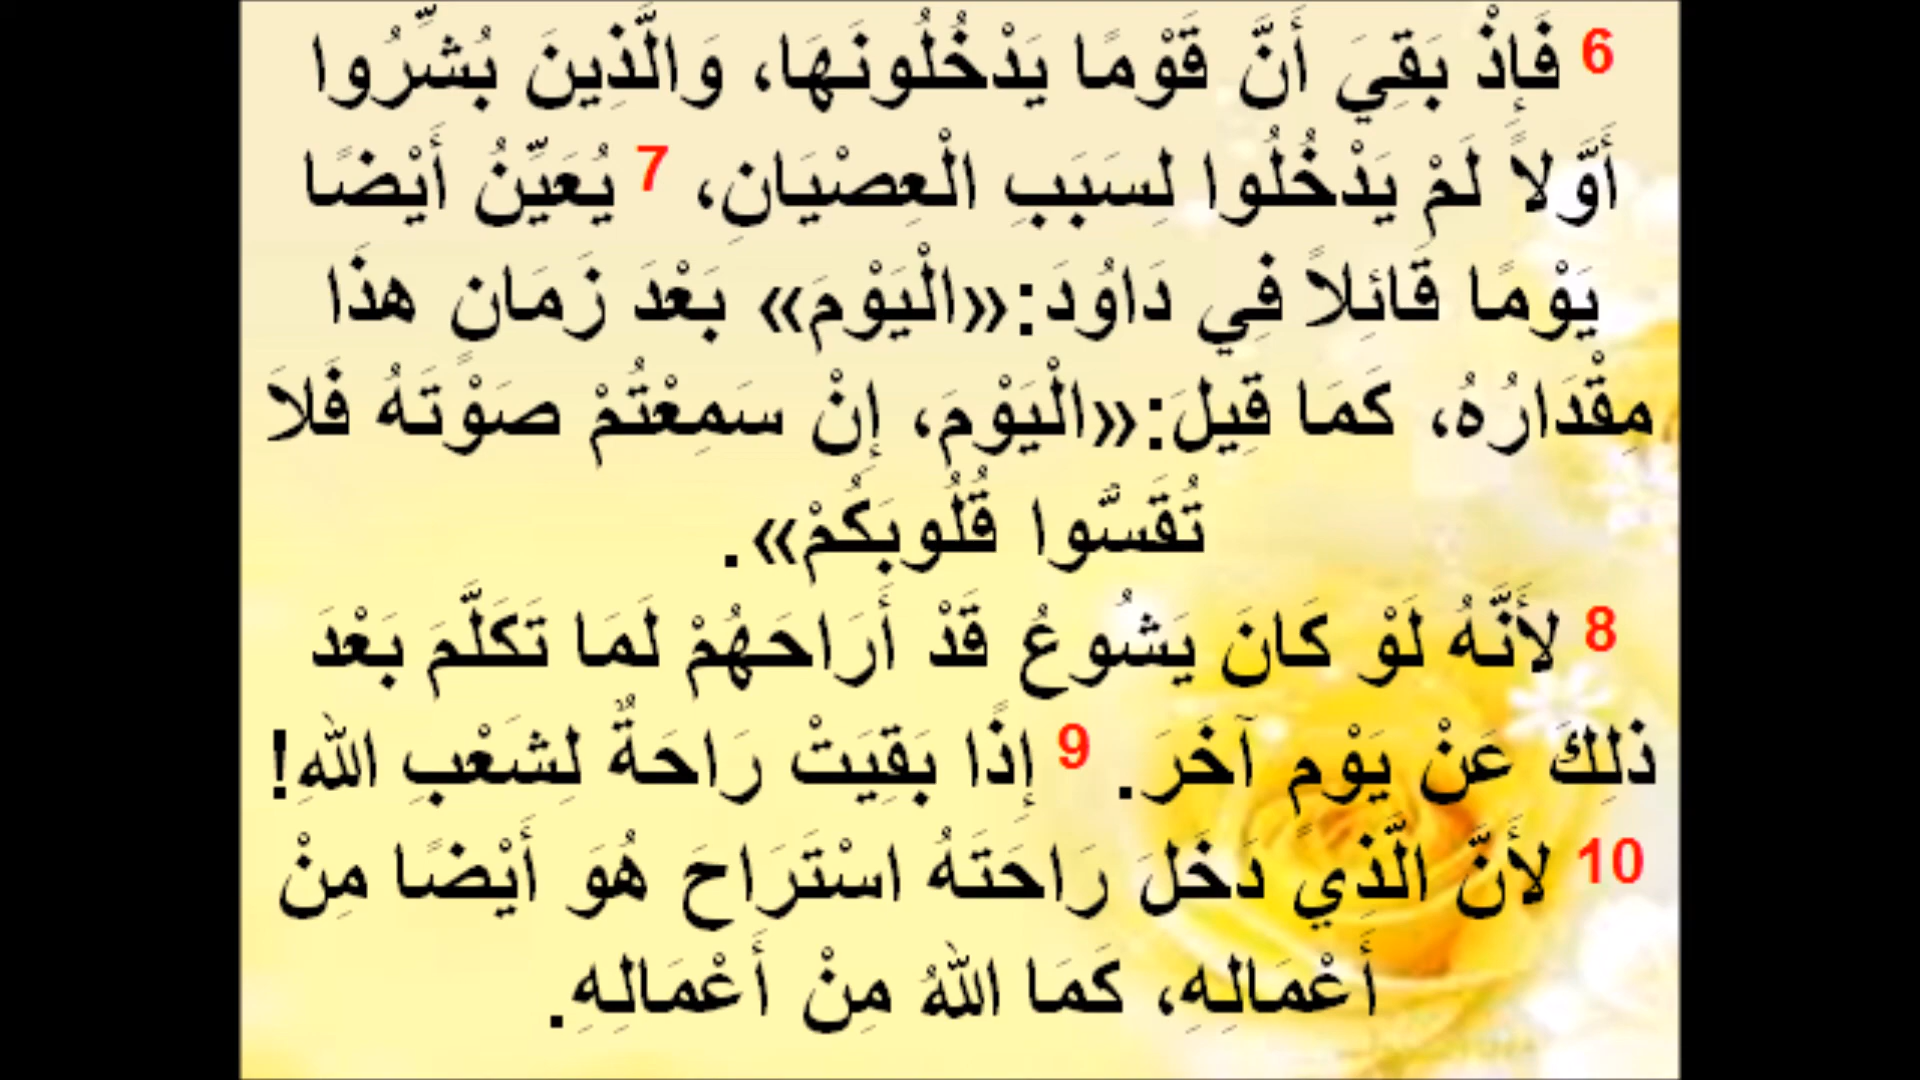 6 فَإِذْ بَقِيَ أَنَّ قَوْمًا يَدْخُلُونَهَا، وَالَّذِينَ بُشِّرُوا
أَوَّلاً لَمْ يَدْخُلُوا لِسَبَبِ الْعِصْيَانِ، 7 يُعَيِّنُ أَيْضًا
يَوْمًا قَائِلاً فِي دَاوُدَ:«الْيَوْمَ» بَعْدَ زَمَانٍ هذَا
مِقْدَارُهُ، كَمَا قِيلَ:«الْيَوْمَ، إِنْ سَمِعْتُمْ صَوْتَهُ فَلاَ
تُقَسُّوا قُلُوبَكُمْ».
8 لأَنَّهُ لَوْ كَانَ يَشُوعُ قَدْ أَرَاحَهُمْ لَمَا تَكَلَّمَ بَعْدَ
ذلِكَ عَنْ يَوْمٍ آخَرَ. 9 إِذًا بَقِيَتْ رَاحَةٌ لِشَعْبِ اللهِ!
10 لأَنَّ الَّذِي دَخَلَ رَاحَتَهُ اسْتَرَاحَ هُوَ أَيْضًا مِنْ
أَعْمَالِهِ، كَمَا اللهُ مِنْ أَعْمَالِهِ.